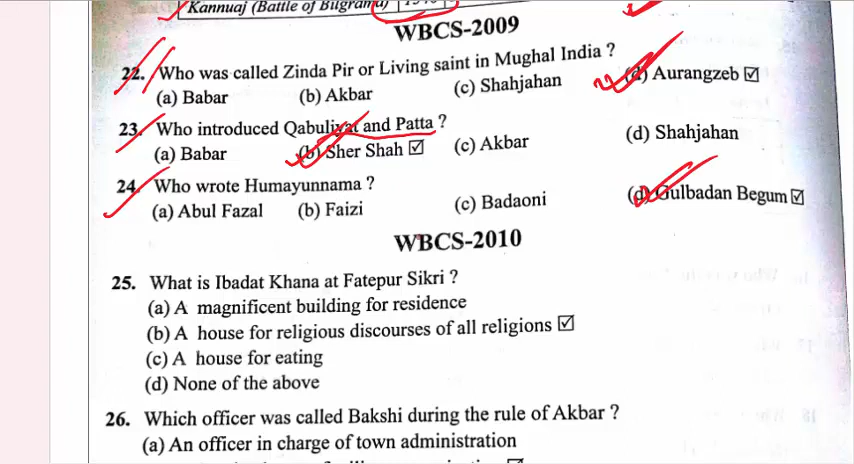 Kannuaj (Battle of Bilgrama)
WBCS-2009
22. Who was called Zinda Pir or Living saint in Mughal India ?
(a) Babar (b) Akbar (c) Shahjahan (d) Aurangzeb ☑
23. Who introduced Qabuliyat and Patta ?
(a) Babar (b) Sher Shah ☑ (c) Akbar (d) Shahjahan
24. Who wrote Humayunnama ?
(a) Abul Fazal (b) Faizi (c) Badaoni (d) Gulbadan Begum ☑
WBCS-2010
25. What is Ibadat Khana at Fatepur Sikri ?
(a) A magnificent building for residence
(b) A house for religious discourses of all religions ☑
(c) A house for eating
(d) None of the above
26. Which officer was called Bakshi during the rule of Akbar ?
(a) An officer in charge of town administration